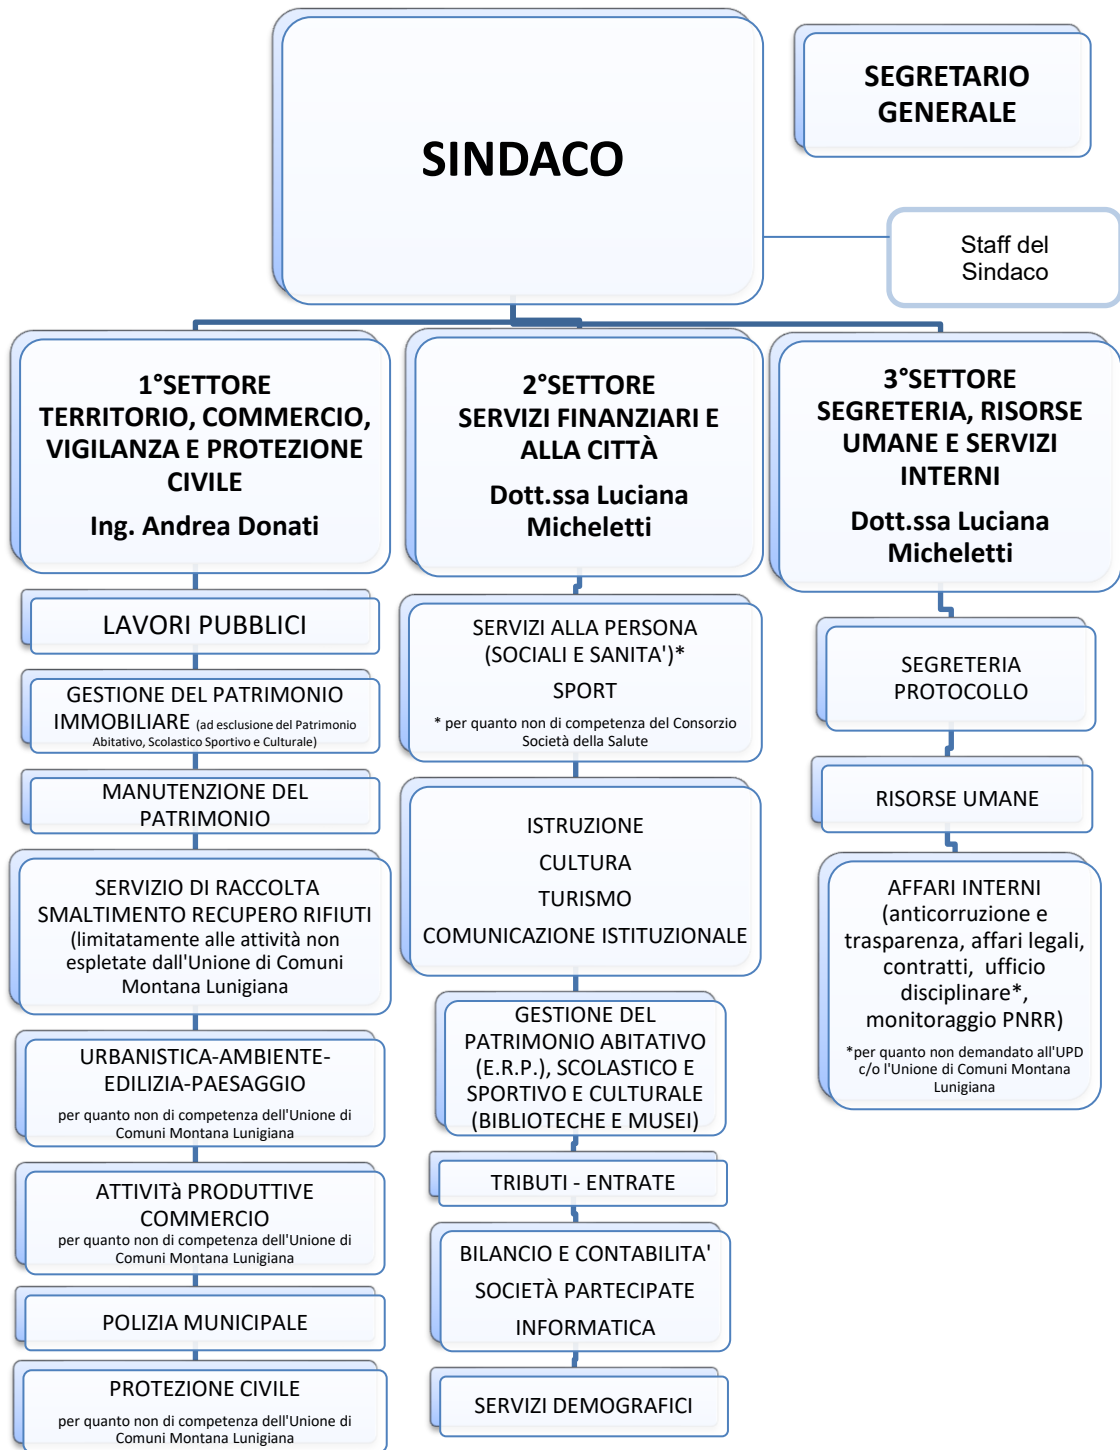 SINDACO
SEGRETARIO
GENERALE
Staff del
Sindaco
1°SETTORE
TERRITORIO, COMMERCIO,
VIGILANZA E PROTEZIONE
CIVILE
Ing. Andrea Donati
LAVORI PUBBLICI
GESTIONE DEL PATRIMONIO
IMMOBILIARE (ad esclusione del Patrimonio
Abitativo, Scolastico Sportivo e Culturale)
MANUTENZIONE DEL
PATRIMONIO
SERVIZIO DI RACCOLTA
SMALTIMENTO RECUPERO RIFIUTI
(limitatamente alle attività non
espletate dall'Unione di Comuni
Montana Lunigiana
URBANISTICA-AMBIENTE-
EDILIZIA-PAESAGGIO
per quanto non di competenza dell'Unione di
Comuni Montana Lunigiana
ATTIVITà PRODUTTIVE
COMMERCIO
per quanto non di competenza dell'Unione di
Comuni Montana Lunigiana
POLIZIA MUNICIPALE
PROTEZIONE CIVILE
per quanto non di competenza dell'Unione di
Comuni Montana Lunigiana
2°SETTORE
SERVIZI FINANZIARI E
ALLA CITTÀ
Dott.ssa Luciana
Micheletti
SERVIZI ALLA PERSONA
(SOCIALI E SANITA')*
SPORT
* per quanto non di competenza del Consorzio
Società della Salute
ISTRUZIONE
CULTURA
TURISMO
COMUNICAZIONE ISTITUZIONALE
GESTIONE DEL
PATRIMONIO ABITATIVO
(E.R.P.), SCOLASTICO E
SPORTIVO E CULTURALE
(BIBLIOTECHE E MUSEI)
TRIBUTI - ENTRATE
BILANCIO E CONTABILITA'
SOCIETÀ PARTECIPATE
INFORMATICA
SERVIZI DEMOGRAFICI
3°SETTORE
SEGRETERIA, RISORSE
UMANE E SERVIZI
INTERNI
Dott.ssa Luciana
Micheletti
SEGRETERIA
PROTOCOLLO
RISORSE UMANE
AFFARI INTERNI
(anticorruzione e
trasparenza, affari legali,
contratti, ufficio
disciplinare*,
monitoraggio PNRR)
*per quanto non demandato all'UPD
c/o l'Unione di Comuni Montana
Lunigiana